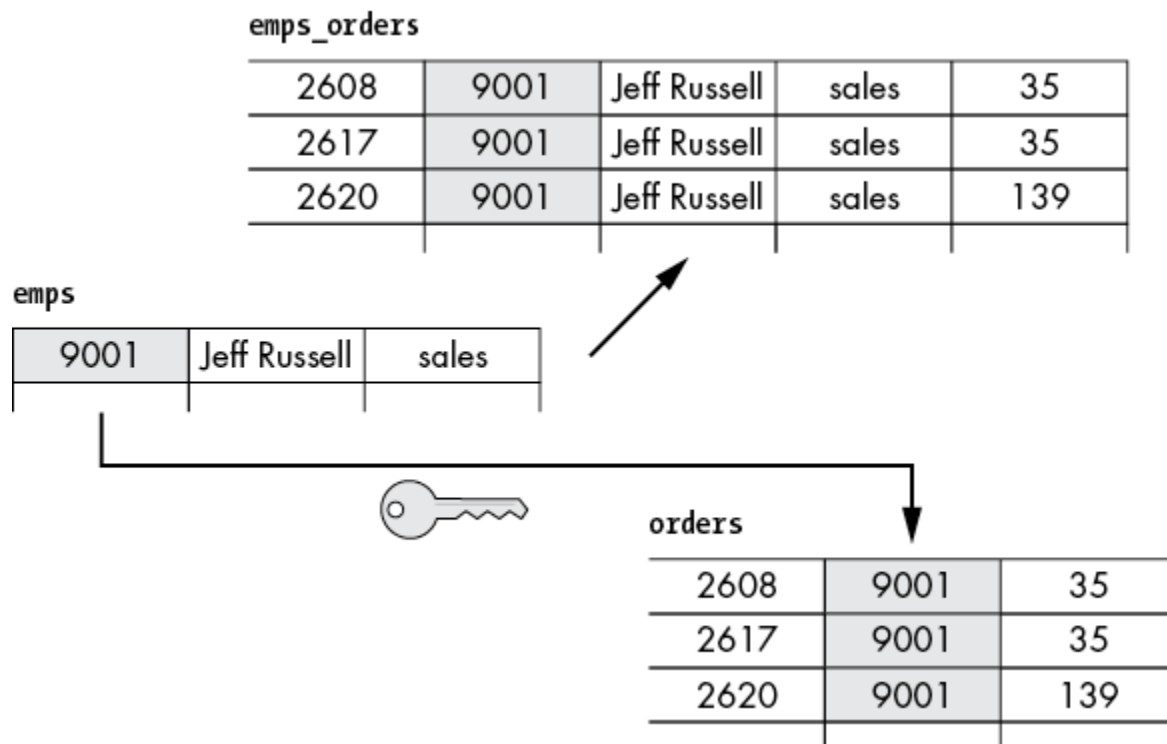 emps_orders
2608 9001 Jeff Russell sales 35
2617 9001 Jeff Russell sales 35
2620 9001 Jeff Russell sales 139
emps
9001 Jeff Russell sales
orders
2608 9001 35
2617 9001 35
2620 9001 139